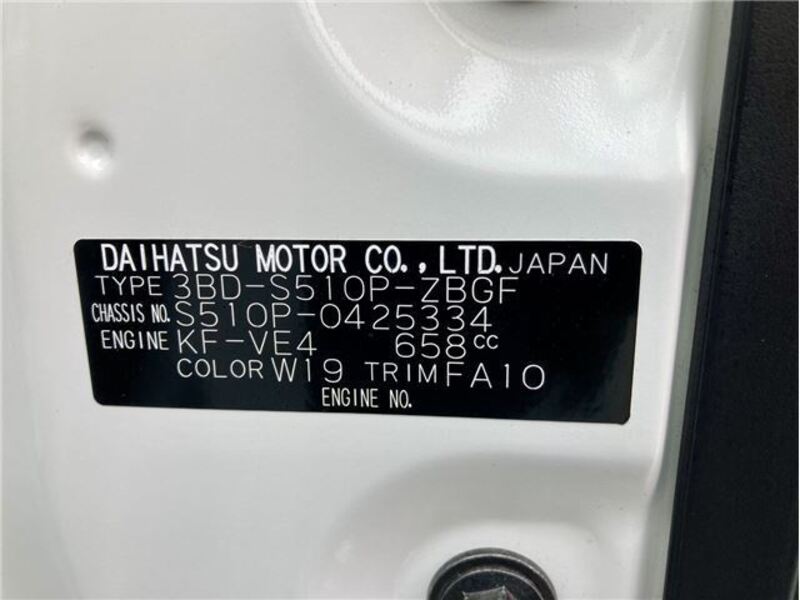 DAIHATSU MOTOR CO., LTD. JAPAN
TYPE 3BD-S510P-ZBGF
CHASSIS NO. S510P-0425334
ENGINE KF-VE4 658cc
COLOR W19 TRIM FA10
ENGINE NO.